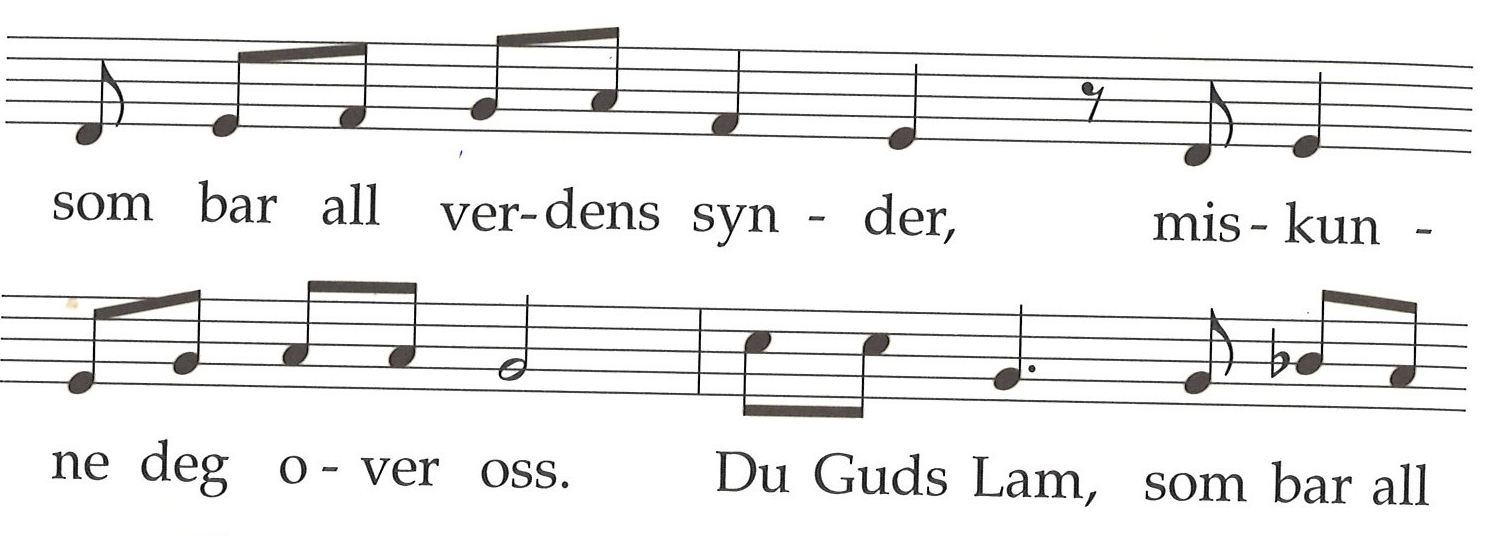 som bar all ver-dens syn - der, mis - kun -
ne deg o - ver oss. Du Guds Lam, som bar all